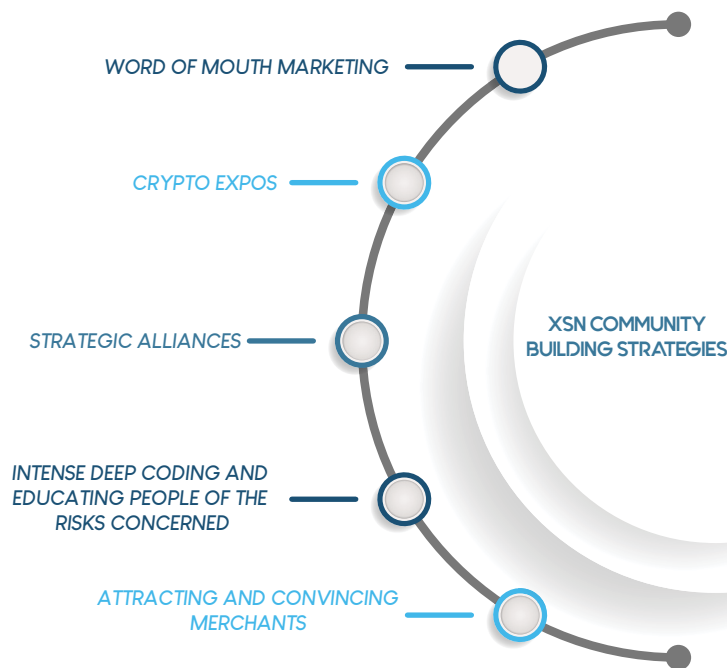 WORD OF MOUTH MARKETING
CRYPTO EXPOS
STRATEGIC ALLIANCES
XSN COMMUNITY
BUILDING STRATEGIES
INTENSE DEEP CODING AND
EDUCATING PEOPLE OF THE
RISKS CONCERNED
ATTRACTING AND CONVINCING
MERCHANTS